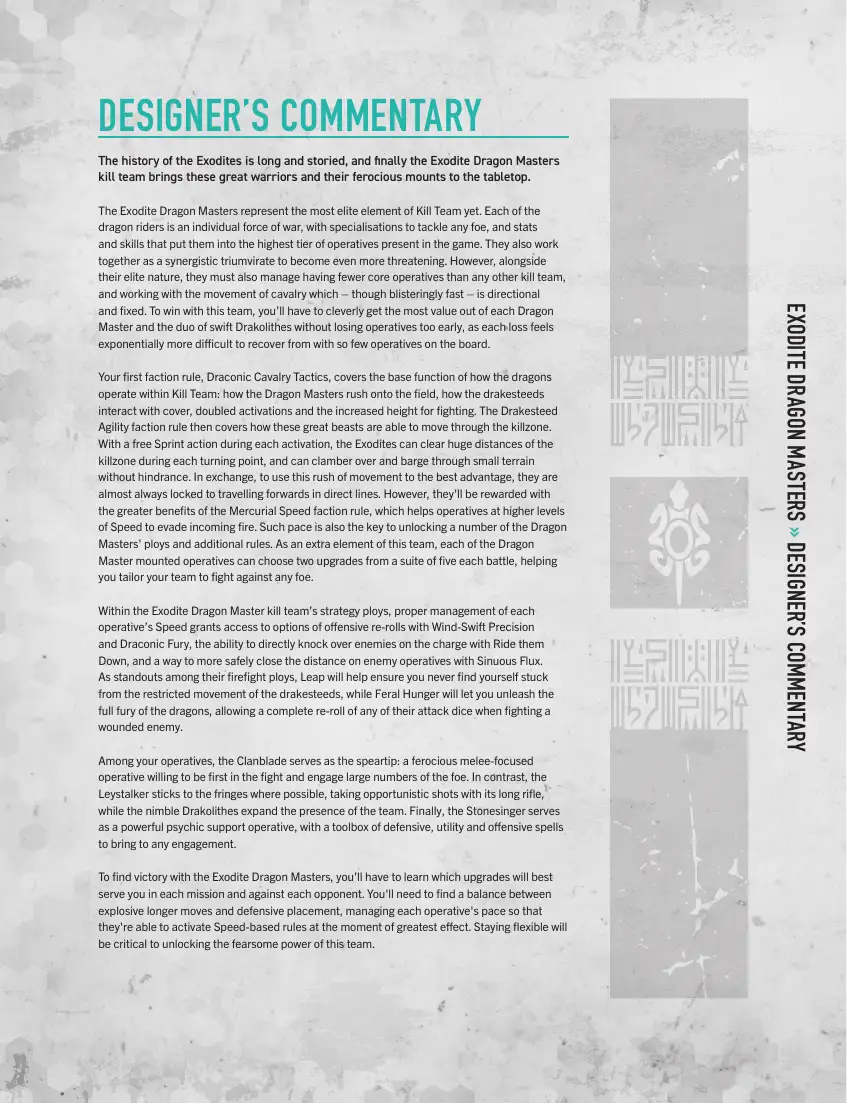 DESIGNER'S COMMENTARY
The history of the Exodites is long and storied, and finally the Exodite Dragon Masters
kill team brings these great warriors and their ferocious mounts to the tabletop.
The Exodite Dragon Masters represent the most elite element of Kill Team yet. Each of the
dragon riders is an individual force of war, with specialisations to tackle any foe, and stats
and skills that put them into the highest tier of operatives present in the game. They also work
together as a synergistic triumvirate to become even more threatening. However, alongside
their elite nature, they must also manage having fewer core operatives than any other kill team,
and working with the movement of cavalry which – though blisteringly fast – is directional
and fixed. To win with this team, you'll have to cleverly get the most value out of each Dragon
Master and the duo of swift Drakolithes without losing operatives too early, as each loss feels
exponentially more difficult to recover from with so few operatives on the board.
Your first faction rule, Draconic Cavalry Tactics, covers the base function of how the dragons
operate within Kill Team: how the Dragon Masters rush onto the field, how the drakesteeds
interact with cover, doubled activations and the increased height for fighting. The Drakesteed
Agility faction rule then covers how these great beasts are able to move through the killzone.
With a free Sprint action during each activation, the Exodites can clear huge distances of the
killzone during each turning point, and can clamber over and barge through small terrain
without hindrance. In exchange, to use this rush of movement to the best advantage, they are
almost always locked to travelling forwards in direct lines. However, they'll be rewarded with
the greater benefits of the Mercurial Speed faction rule, which helps operatives at higher levels
of Speed to evade incoming fire. Such pace is also the key to unlocking a number of the Dragon
Masters' ploys and additional rules. As an extra element of this team, each of the Dragon
Master mounted operatives can choose two upgrades from a suite of five each battle, helping
you tailor your team to fight against any foe.
Within the Exodite Dragon Master kill team's strategy ploys, proper management of each
operative's Speed grants access to options of offensive re-rolls with Wind-Swift Precision
and Draconic Fury, the ability to directly knock over enemies on the charge with Ride them
Down, and a way to more safely close the distance on enemy operatives with Sinuous Flux.
As standouts among their firefight ploys, Leap will help ensure you never find yourself stuck
from the restricted movement of the drakesteeds, while Feral Hunger will let you unleash the
full fury of the dragons, allowing a complete re-roll of any of their attack dice when fighting a
wounded enemy.
Among your operatives, the Clanblade serves as the speartip: a ferocious melee-focused
operative willing to be first in the fight and engage large numbers of the foe. In contrast, the
Leystalker sticks to the fringes where possible, taking opportunistic shots with its long rifle,
while the nimble Drakolithes expand the presence of the team. Finally, the Stonesinger serves
as a powerful psychic support operative, with a toolbox of defensive, utility and offensive spells
to bring to any engagement.
To find victory with the Exodite Dragon Masters, you'll have to learn which upgrades will best
serve you in each mission and against each opponent. You'll need to find a balance between
explosive longer moves and defensive placement, managing each operative's pace so that
they're able to activate Speed-based rules at the moment of greatest effect. Staying flexible will
be critical to unlocking the fearsome power of this team.
EXODITE DRAGON MASTERS » DESIGNER'S COMMENTARY